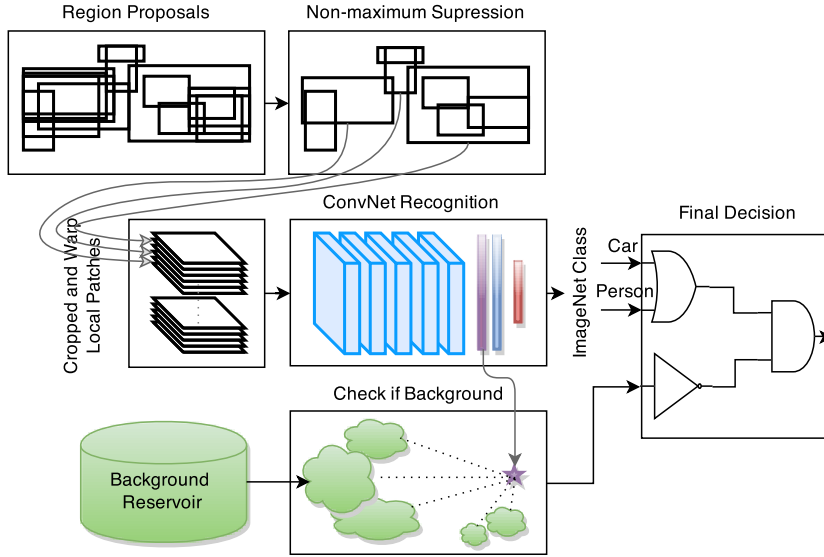 Region Proposals
Non-maximum Supression
ConvNet Recognition
Cropped and Warp
Local Patches
ImageNet Class
Final Decision
Car
Person
Check if Background
Background
Reservoir